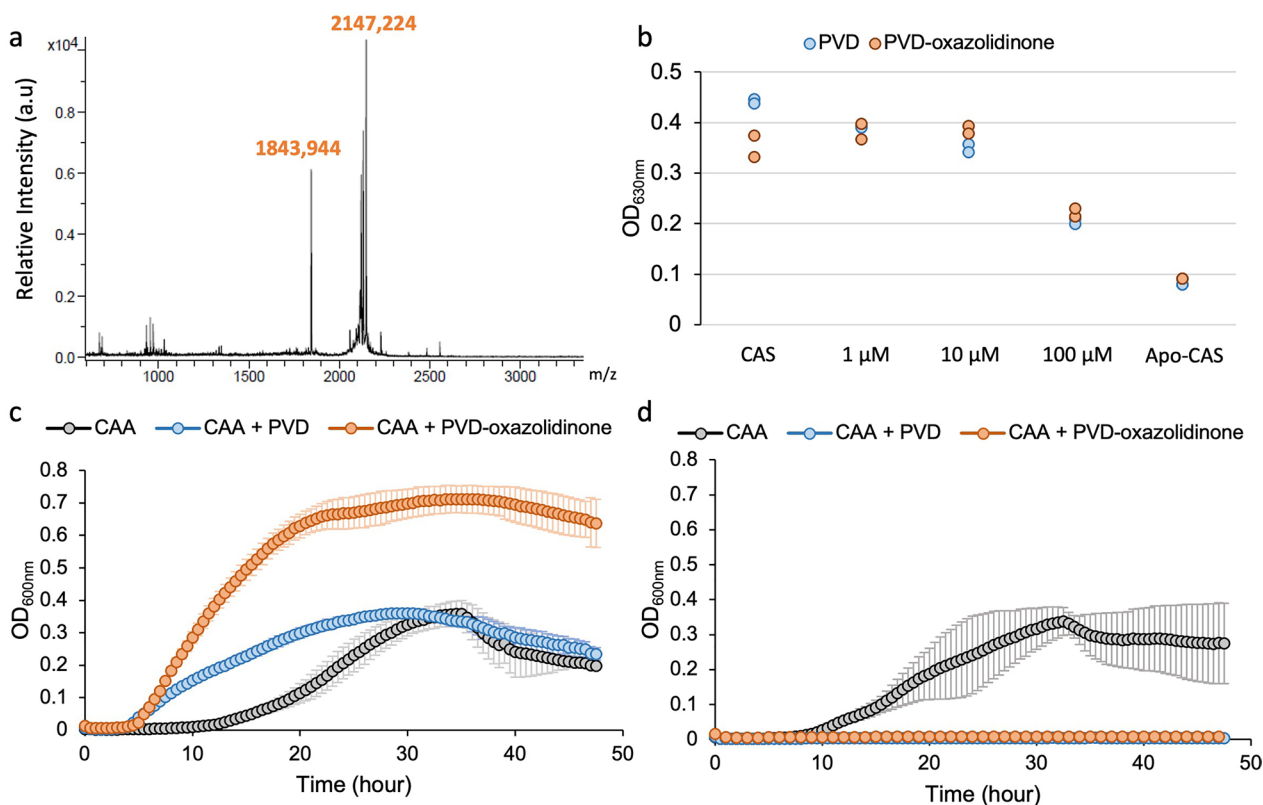 a
2147,224
x10⁴
1843,944
0.8
0.6
0.4
0.2
0.0
Relative Intensity (a.u)
1000
1500
2000
2500
3000
m/z
b
PVD
PVD-oxazolidinone
0.5
0.4
0.3
0.2
0.1
0
OD630nm
CAS
1 µM
10 µM
100 µM
Apo-CAS
c
CAA
CAA + PVD
CAA + PVD-oxazolidinone
0.8
0.7
0.6
0.5
0.4
0.3
0.2
0.1
0
OD600nm
0
10
20
30
40
50
Time (hour)
d
CAA
CAA + PVD
CAA + PVD-oxazolidinone
0.8
0.7
0.6
0.5
0.4
0.3
0.2
0.1
0
OD600nm
0
10
20
30
40
50
Time (hour)